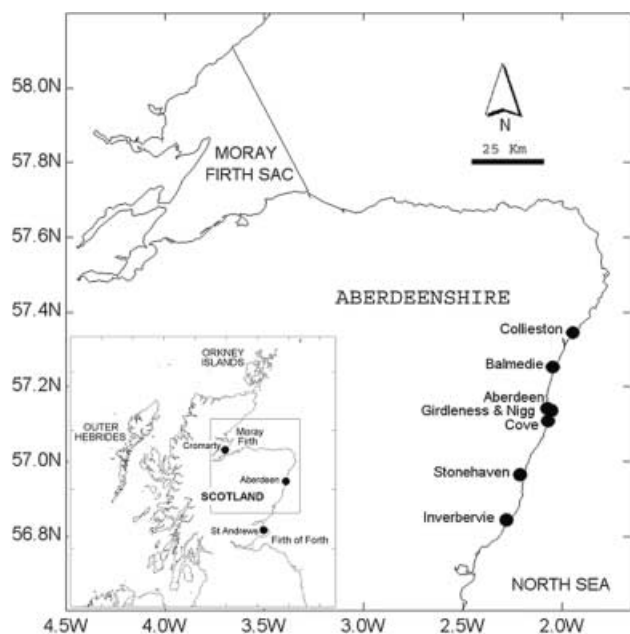 58.0N
57.8N
57.6N
57.4N
57.2N
57.0N
56.8N
MORAY
FIRTH SAC
N
25 Km
ABERDEENSHIRE
Collieston
Balmedie
Aberdeen
Girdleness & Nigg
Cove
Stonehaven
Inverbervie
NORTH SEA
ORKNEY
ISLANDS
OUTER
HEBRIDES
Moray
Firth
Cromarty
Aberdeen
SCOTLAND
St Andrews
Firth of Forth
4.5W
4.0W
3.5W
3.0W
2.5W
2.0W